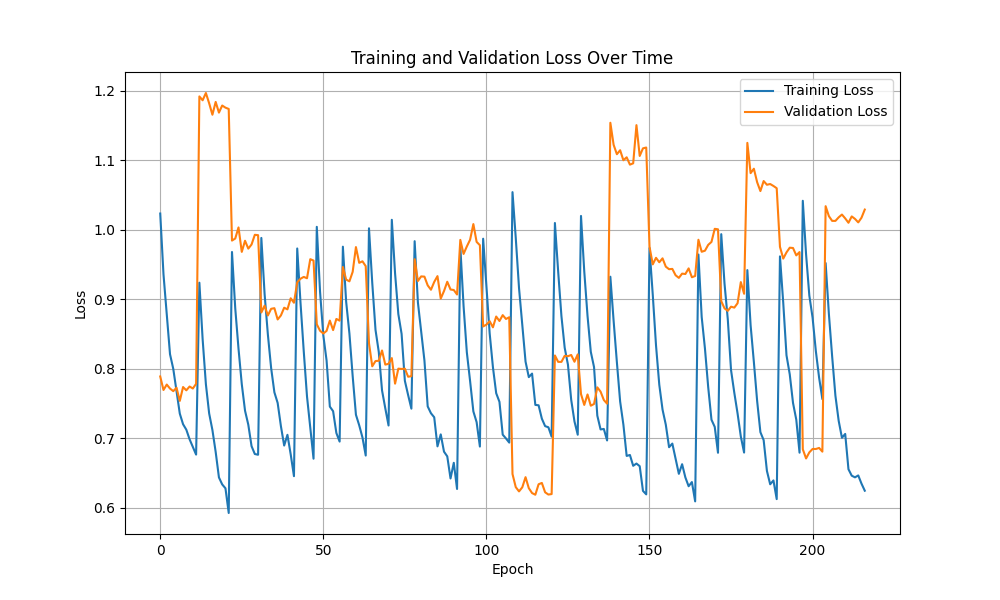 Training and Validation Loss Over Time
Training Loss
Validation Loss
Loss
1.2
1.1
1.0
0.9
0.8
0.7
0.6
0
50
100
150
200
Epoch